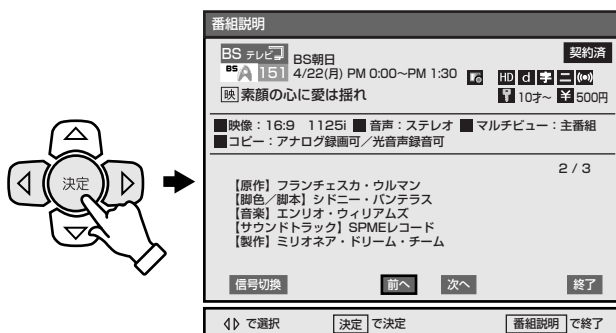 番組説明
BS テレビ BS朝日 契約済
BSA 151 4/22(月) PM 0:00~PM 1:30 HD d 字 二
映 素顔の心に愛は揺れ 10才~ ¥ 500円
映像:16:9 1125i 音声:ステレオ マルチビュー:主番組
コピー:アナログ録画可/光音声録音可
2 / 3
【原作】フランチェスカ・ウルマン
【脚色/脚本】シドニー・バンテラス
【音楽】エンリオ・ウィリアムズ
【サウンドトラック】SPMEレコード
【製作】ミリオネア・ドリーム・チーム
決定
信号切換 前へ 次へ 終了
で選択 決定 で決定 番組説明 で終了